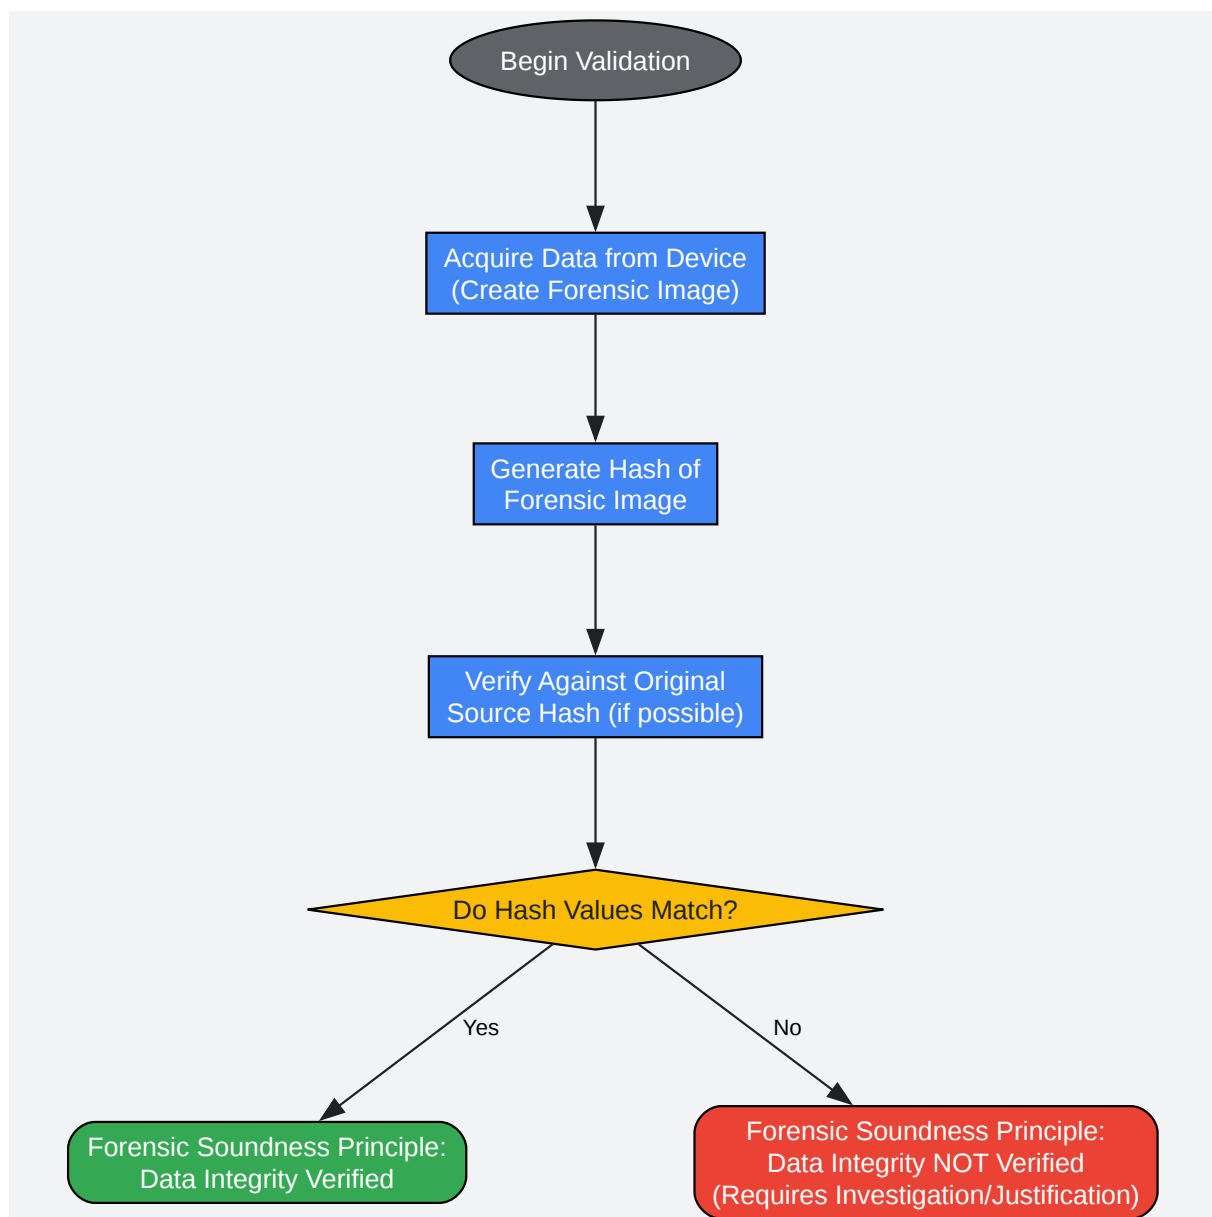 Begin Validation
Acquire Data from Device
(Create Forensic Image)
Generate Hash of
Forensic Image
Verify Against Original
Source Hash (if possible)
Do Hash Values Match?
Yes
No
Forensic Soundness Principle:
Data Integrity Verified
Forensic Soundness Principle:
Data Integrity NOT Verified
(Requires Investigation/Justification)